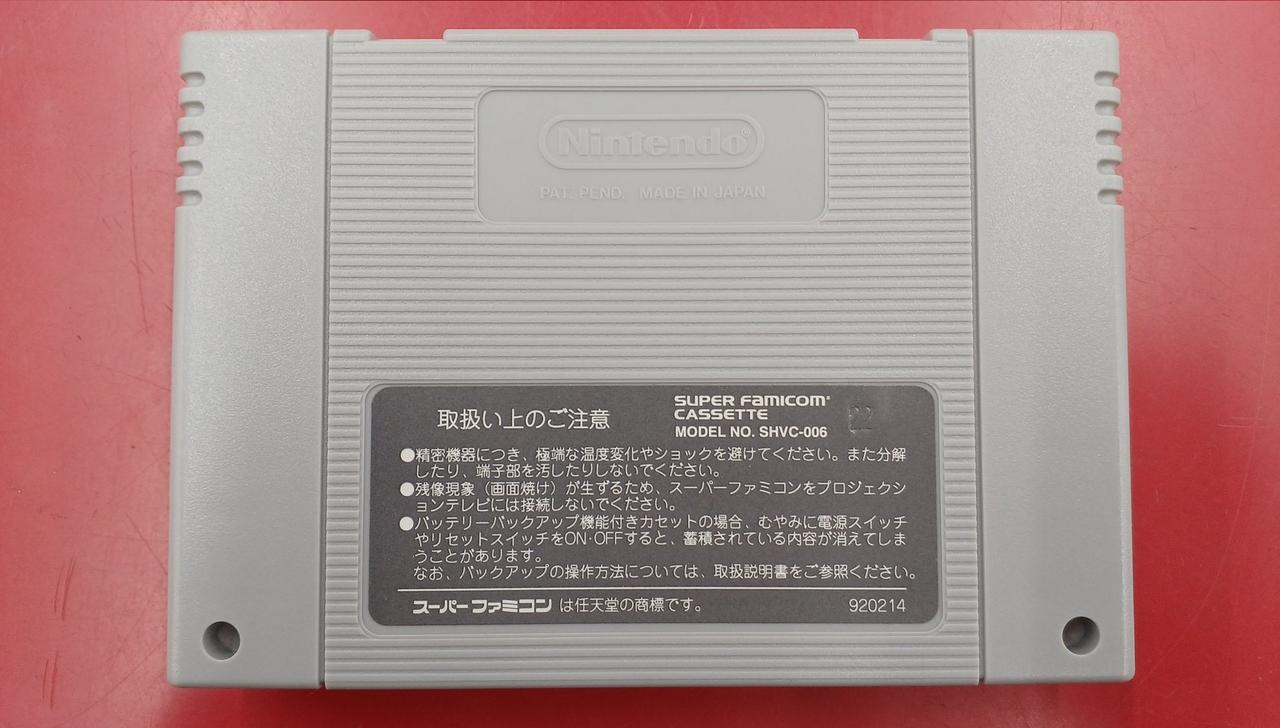 Nintendo®
PAT. PEND. MADE IN JAPAN
取扱い上のご注意
SUPER FAMICOM®
CASSETTE
MODEL NO. SHVC-006
22
●精密機器につき、極端な温度変化やショックを避けてください。また分解
したり、端子部を汚したりしないでください。
●残像現象（画面焼け）が生ずるため、スーパーファミコンをプロジェクシ
ョンテレビには接続しないでください。
●バッテリーバックアップ機能付きカセットの場合、むやみに電源スイッチ
やリセットスイッチをON・OFFすると、蓄積されている内容が消えてしま
うことがあります。
なお、バックアップの操作方法については、取扱説明書をご参照ください。
スーパーファミコン は任天堂の商標です。
920214